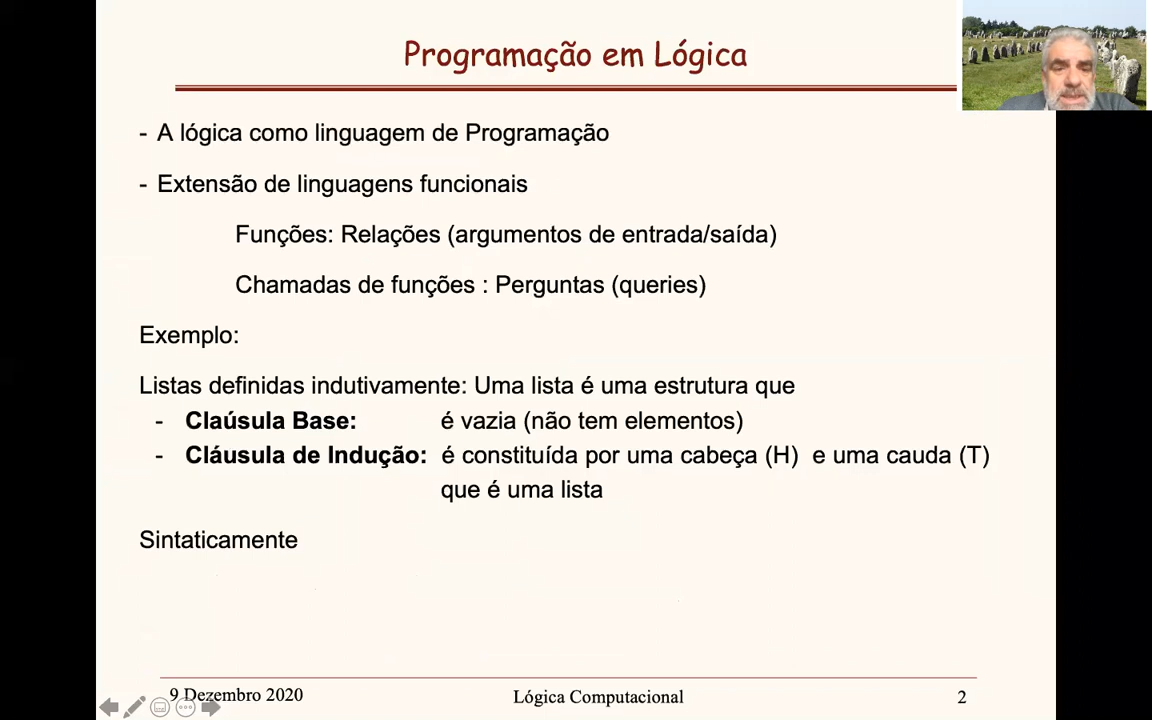 Programação em Lógica
- A lógica como linguagem de Programação
- Extensão de linguagens funcionais
Funções: Relações (argumentos de entrada/saída)
Chamadas de funções : Perguntas (queries)
Exemplo:
Listas definidas indutivamente: Uma lista é uma estrutura que
- Claúsula Base: é vazia (não tem elementos)
- Cláusula de Indução: é constituída por uma cabeça (H) e uma cauda (T)
que é uma lista
Sintaticamente
9 Dezembro 2020 Lógica Computacional 2